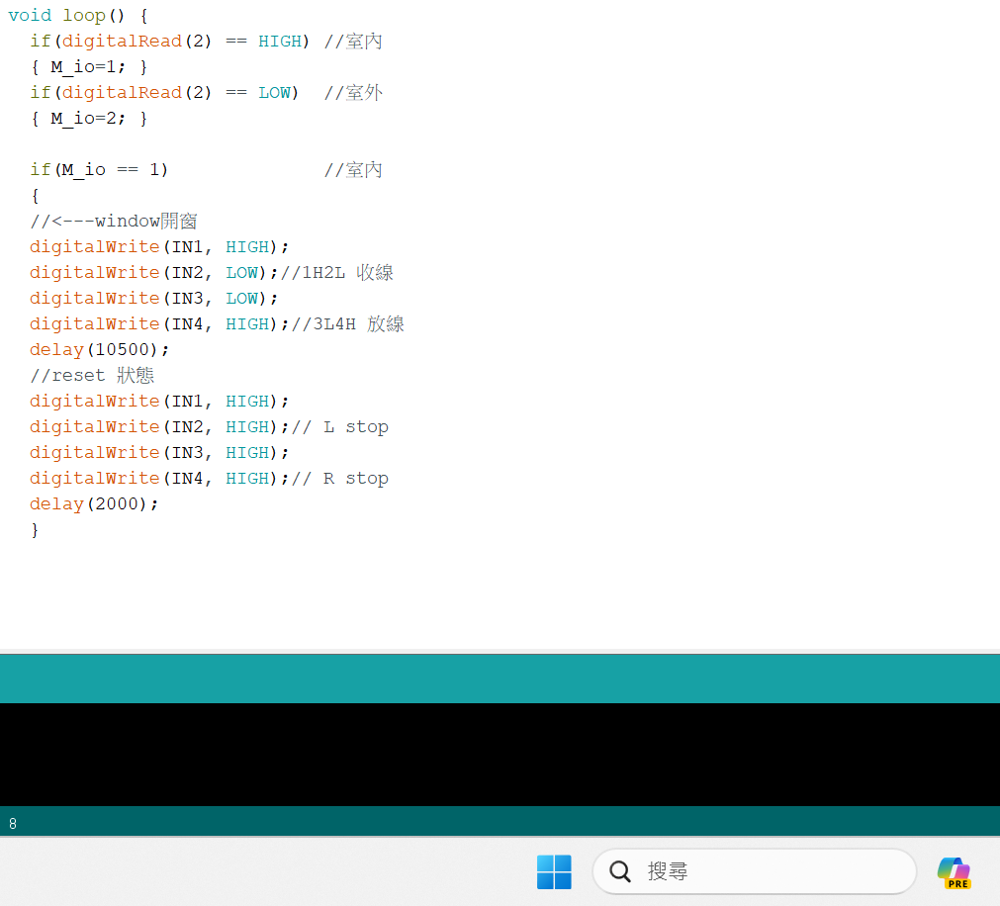 void loop() {
if(digitalRead(2) == HIGH) //室內
{ M_io=1; }
if(digitalRead(2) == LOW) //室外
{ M_io=2; }
if(M_io == 1) //室內
{
//<---window開窗
digitalWrite(IN1, HIGH);
digitalWrite(IN2, LOW);//1H2L 收線
digitalWrite(IN3, LOW);
digitalWrite(IN4, HIGH);//3L4H 放線
delay(10500);
//reset 狀態
digitalWrite(IN1, HIGH);
digitalWrite(IN2, HIGH);// L stop
digitalWrite(IN3, HIGH);
digitalWrite(IN4, HIGH);// R stop
delay(2000);
}
8
搜尋
PRE